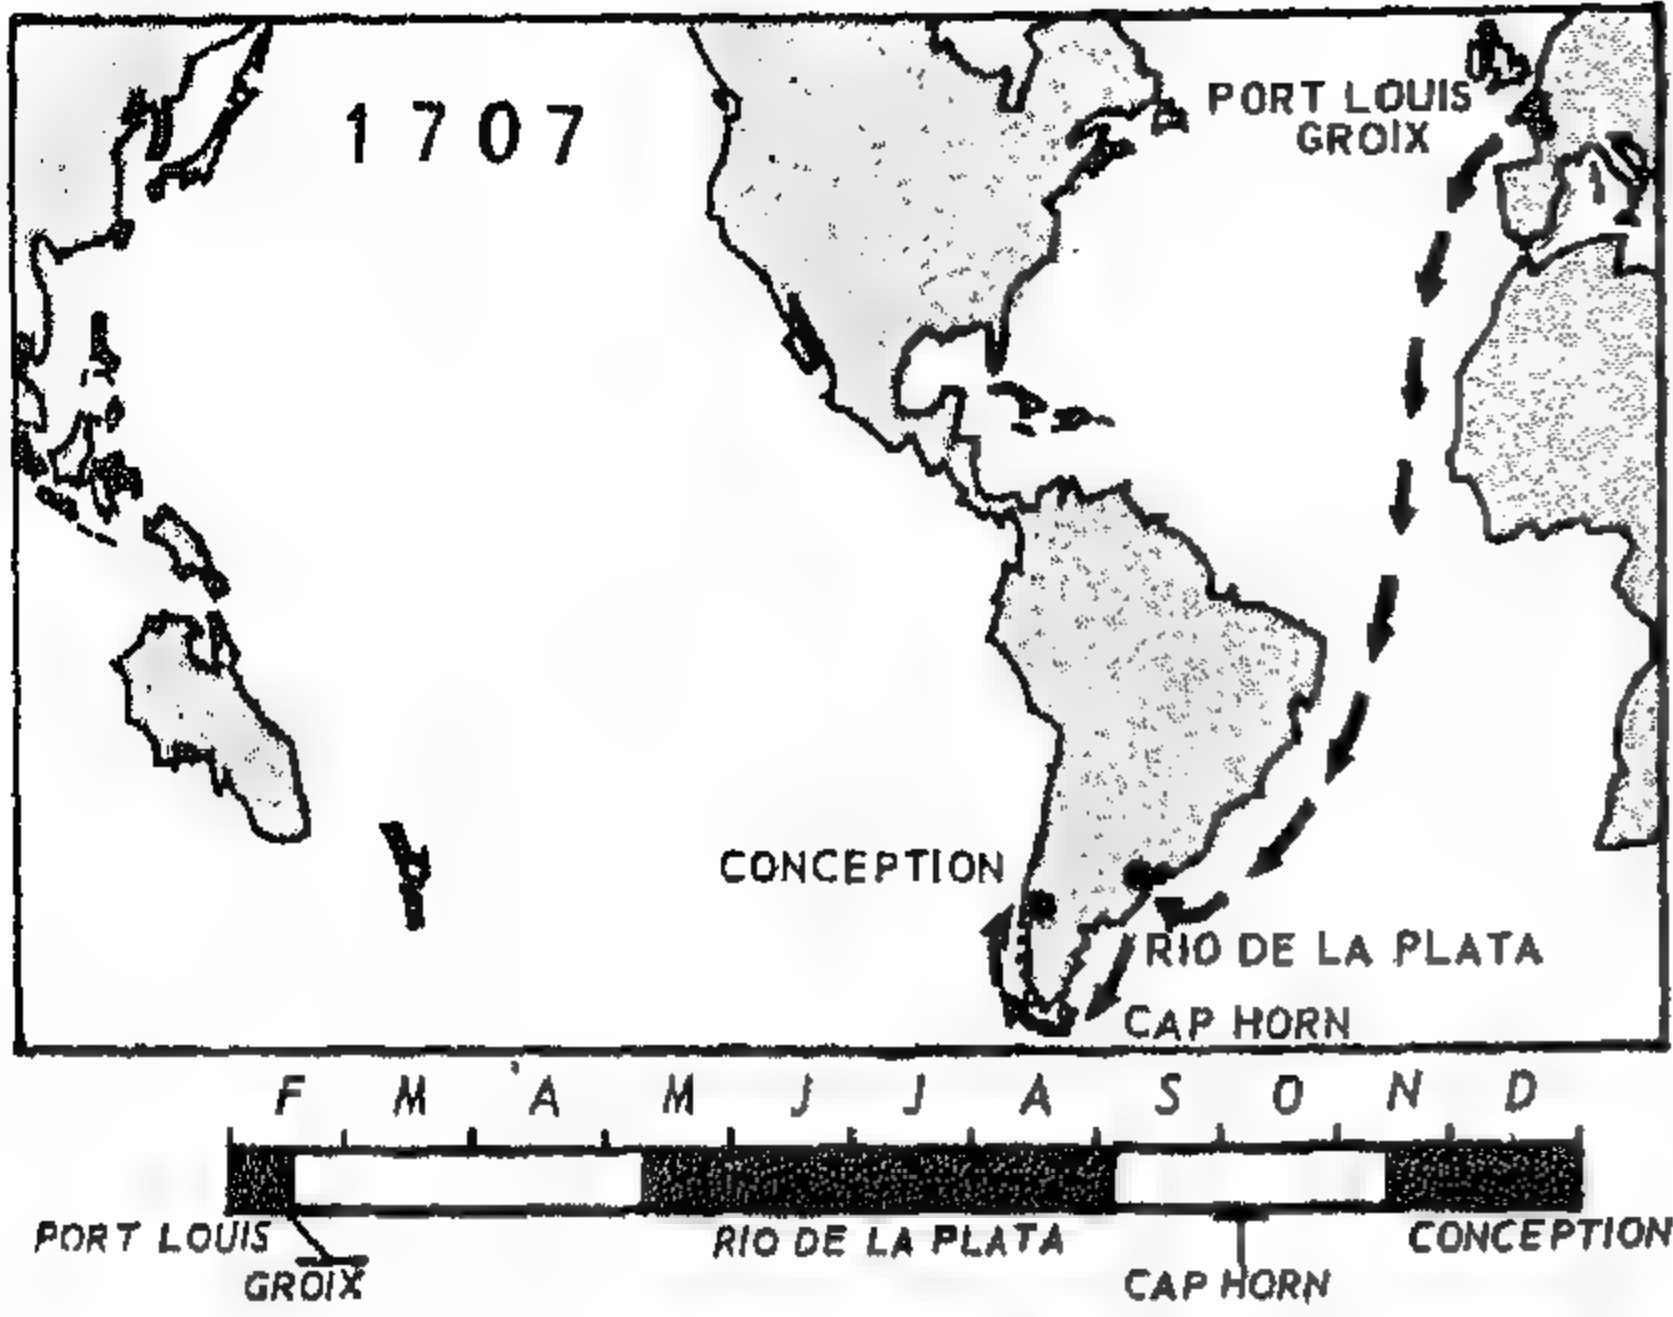 1707
PORT LOUIS
GROIX
CONCEPTION
RIO DE LA PLATA
CAP HORN
F M A M J J A S O N D
PORT LOUIS
GROIX
RIO DE LA PLATA
CAP HORN
CONCEPTION